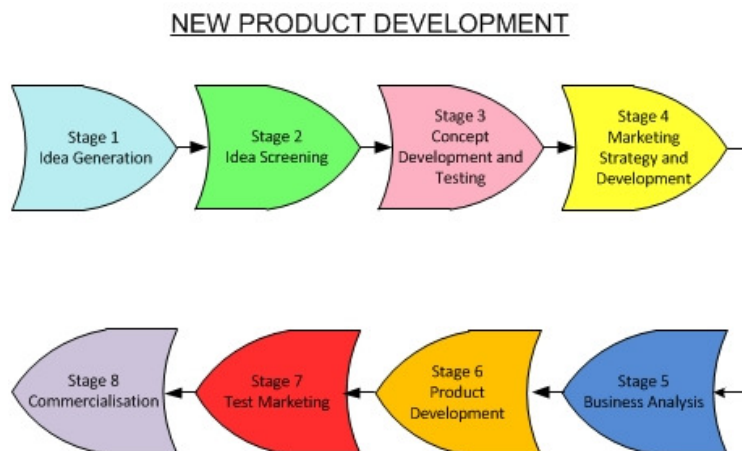 NEW PRODUCT DEVELOPMENT
Stage 1
Idea Generation
Stage 2
Idea Screening
Stage 3
Concept
Development and
Testing
Stage 4
Marketing
Strategy and
Development
Stage 8
Commercialisation
Stage 7
Test Marketing
Stage 6
Product
Development
Stage 5
Business Analysis